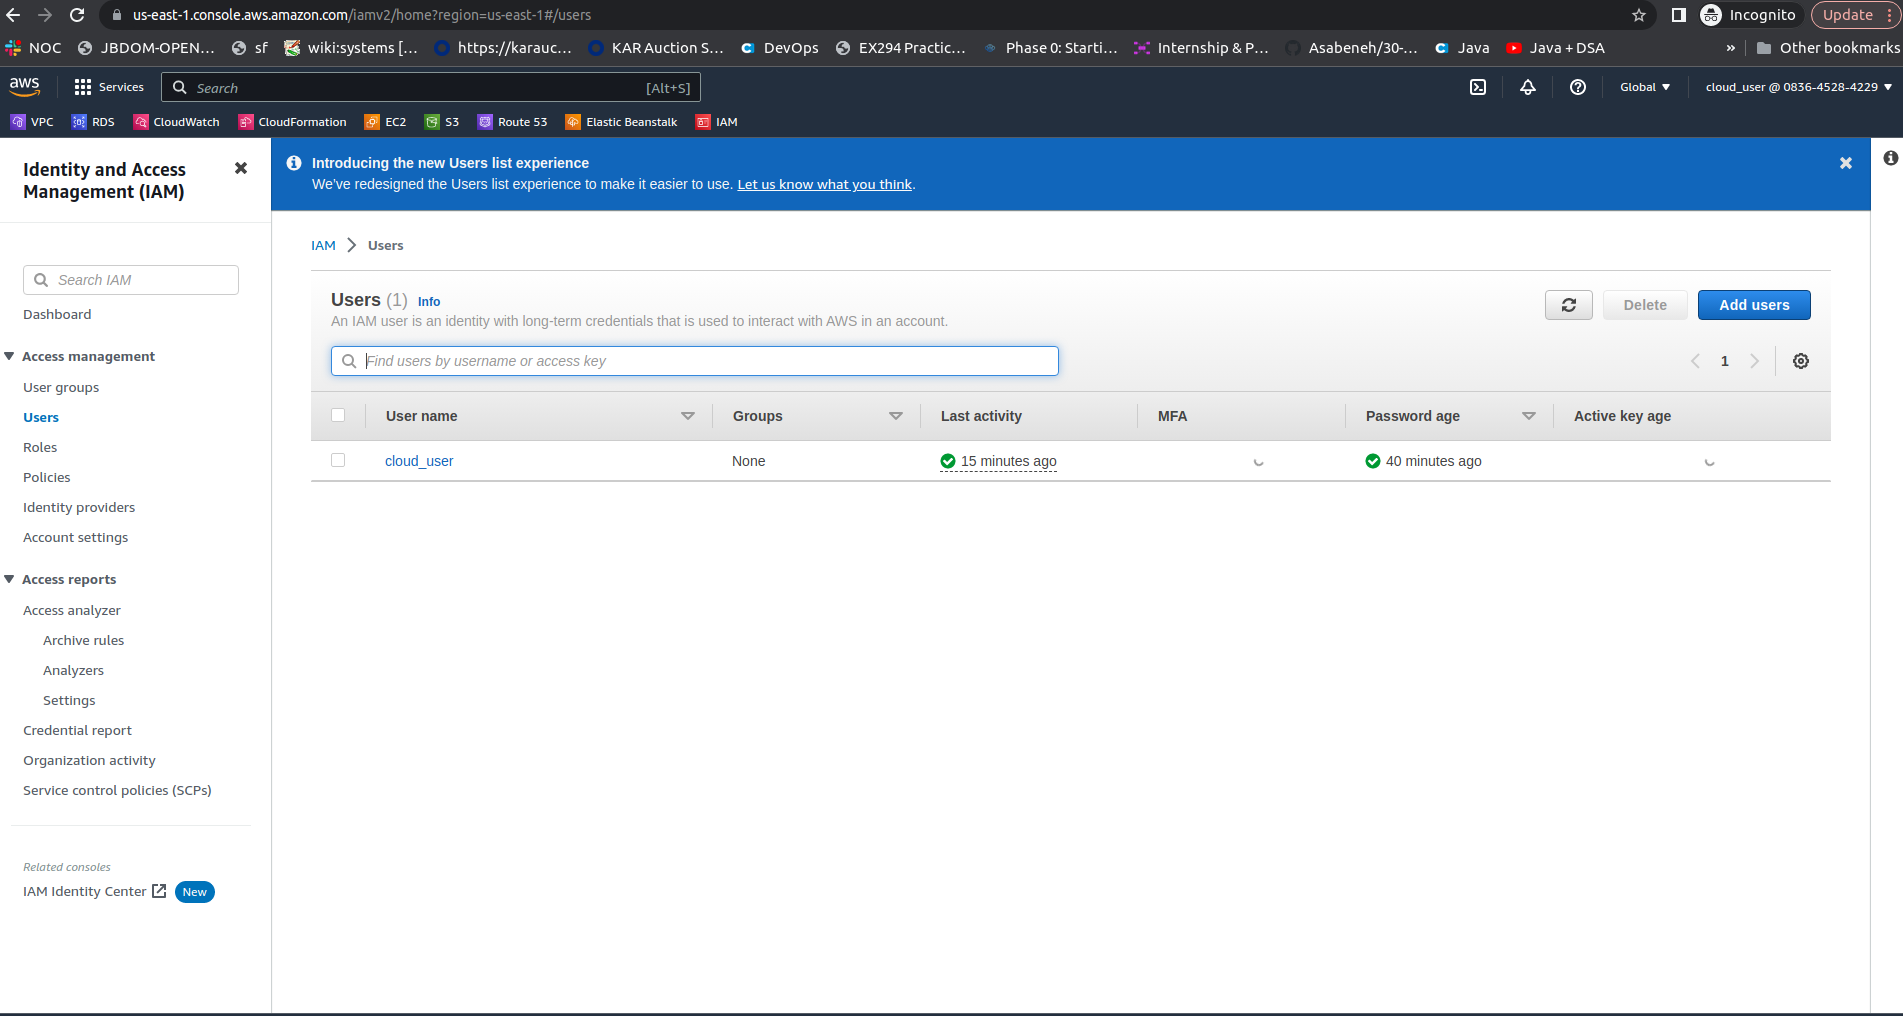 us-east-1.console.aws.amazon.com/iamv2/home?region=us-east-1#/users
Incognito
Update
NOC
JBDOM-OPEN...
sf
wiki:systems [...
https://karauc...
KAR Auction S...
DevOps
EX294 Practic...
Phase 0: Starti...
Internship & P...
Asabeneh/30-...
Java
Java + DSA
»
Other bookmarks
aws
Services
Search
[Alt+S]
Global
cloud_user @ 0836-4528-4229
VPC
RDS
CloudWatch
CloudFormation
EC2
S3
Route 53
Elastic Beanstalk
IAM
Identity and Access
Management (IAM)
Search IAM
Dashboard
Access management
User groups
Users
Roles
Policies
Identity providers
Account settings
Access reports
Access analyzer
Archive rules
Analyzers
Settings
Credential report
Organization activity
Service control policies (SCPs)
Related consoles
IAM Identity Center
New
Introducing the new Users list experience
We've redesigned the Users list experience to make it easier to use. Let us know what you think.
IAM
Users
Users (1) Info
An IAM user is an identity with long-term credentials that is used to interact with AWS in an account.
Delete
Add users
Find users by username or access key
1
User name
Groups
Last activity
MFA
Password age
Active key age
cloud_user
None
15 minutes ago
40 minutes ago